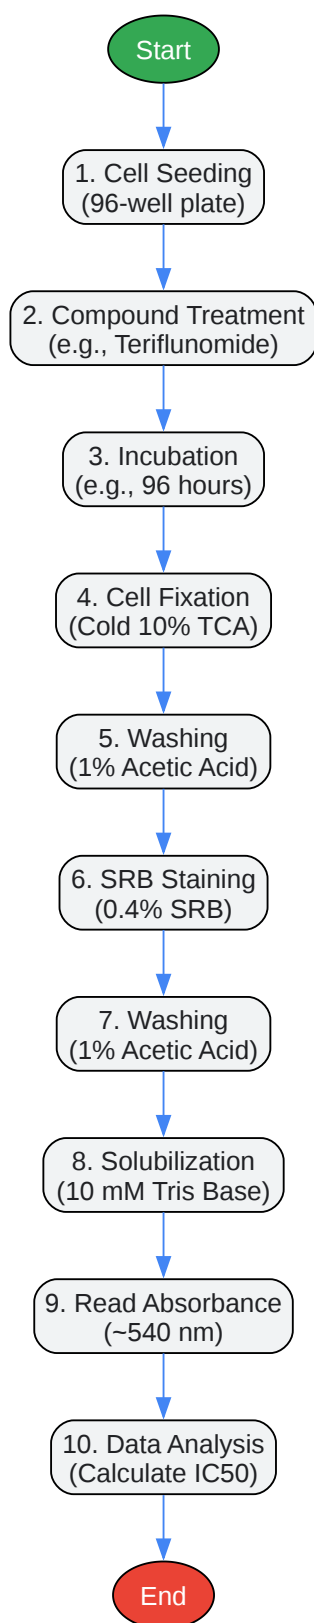 Start
1. Cell Seeding
(96-well plate)
2. Compound Treatment
(e.g., Teriflunomide)
3. Incubation
(e.g., 96 hours)
4. Cell Fixation
(Cold 10% TCA)
5. Washing
(1% Acetic Acid)
6. SRB Staining
(0.4% SRB)
7. Washing
(1% Acetic Acid)
8. Solubilization
(10 mM Tris Base)
9. Read Absorbance
(~540 nm)
10. Data Analysis
(Calculate IC50)
End